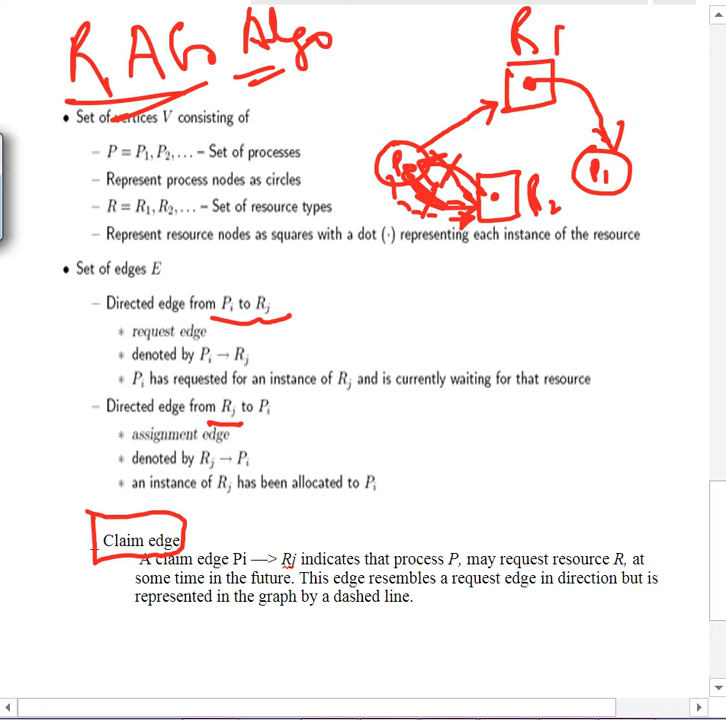 RAG Algo
R1
• Set of vertices V consisting of
– P = P₁, P₂, … – Set of processes
– Represent process nodes as circles
P1
– R = R₁, R₂, … – Set of resource types
R2
– Represent resource nodes as squares with a dot (·) representing each instance of the resource
• Set of edges E
– Directed edge from Pᵢ to Rⱼ
* request edge
* denoted by Pᵢ → Rⱼ
* Pᵢ has requested for an instance of Rⱼ and is currently waiting for that resource
– Directed edge from Rⱼ to Pᵢ
* assignment edge
* denoted by Rⱼ → Pᵢ
* an instance of Rⱼ has been allocated to Pᵢ
Claim edge
A claim edge Pi —> Rj indicates that process P, may request resource R, at
some time in the future. This edge resembles a request edge in direction but is
represented in the graph by a dashed line.